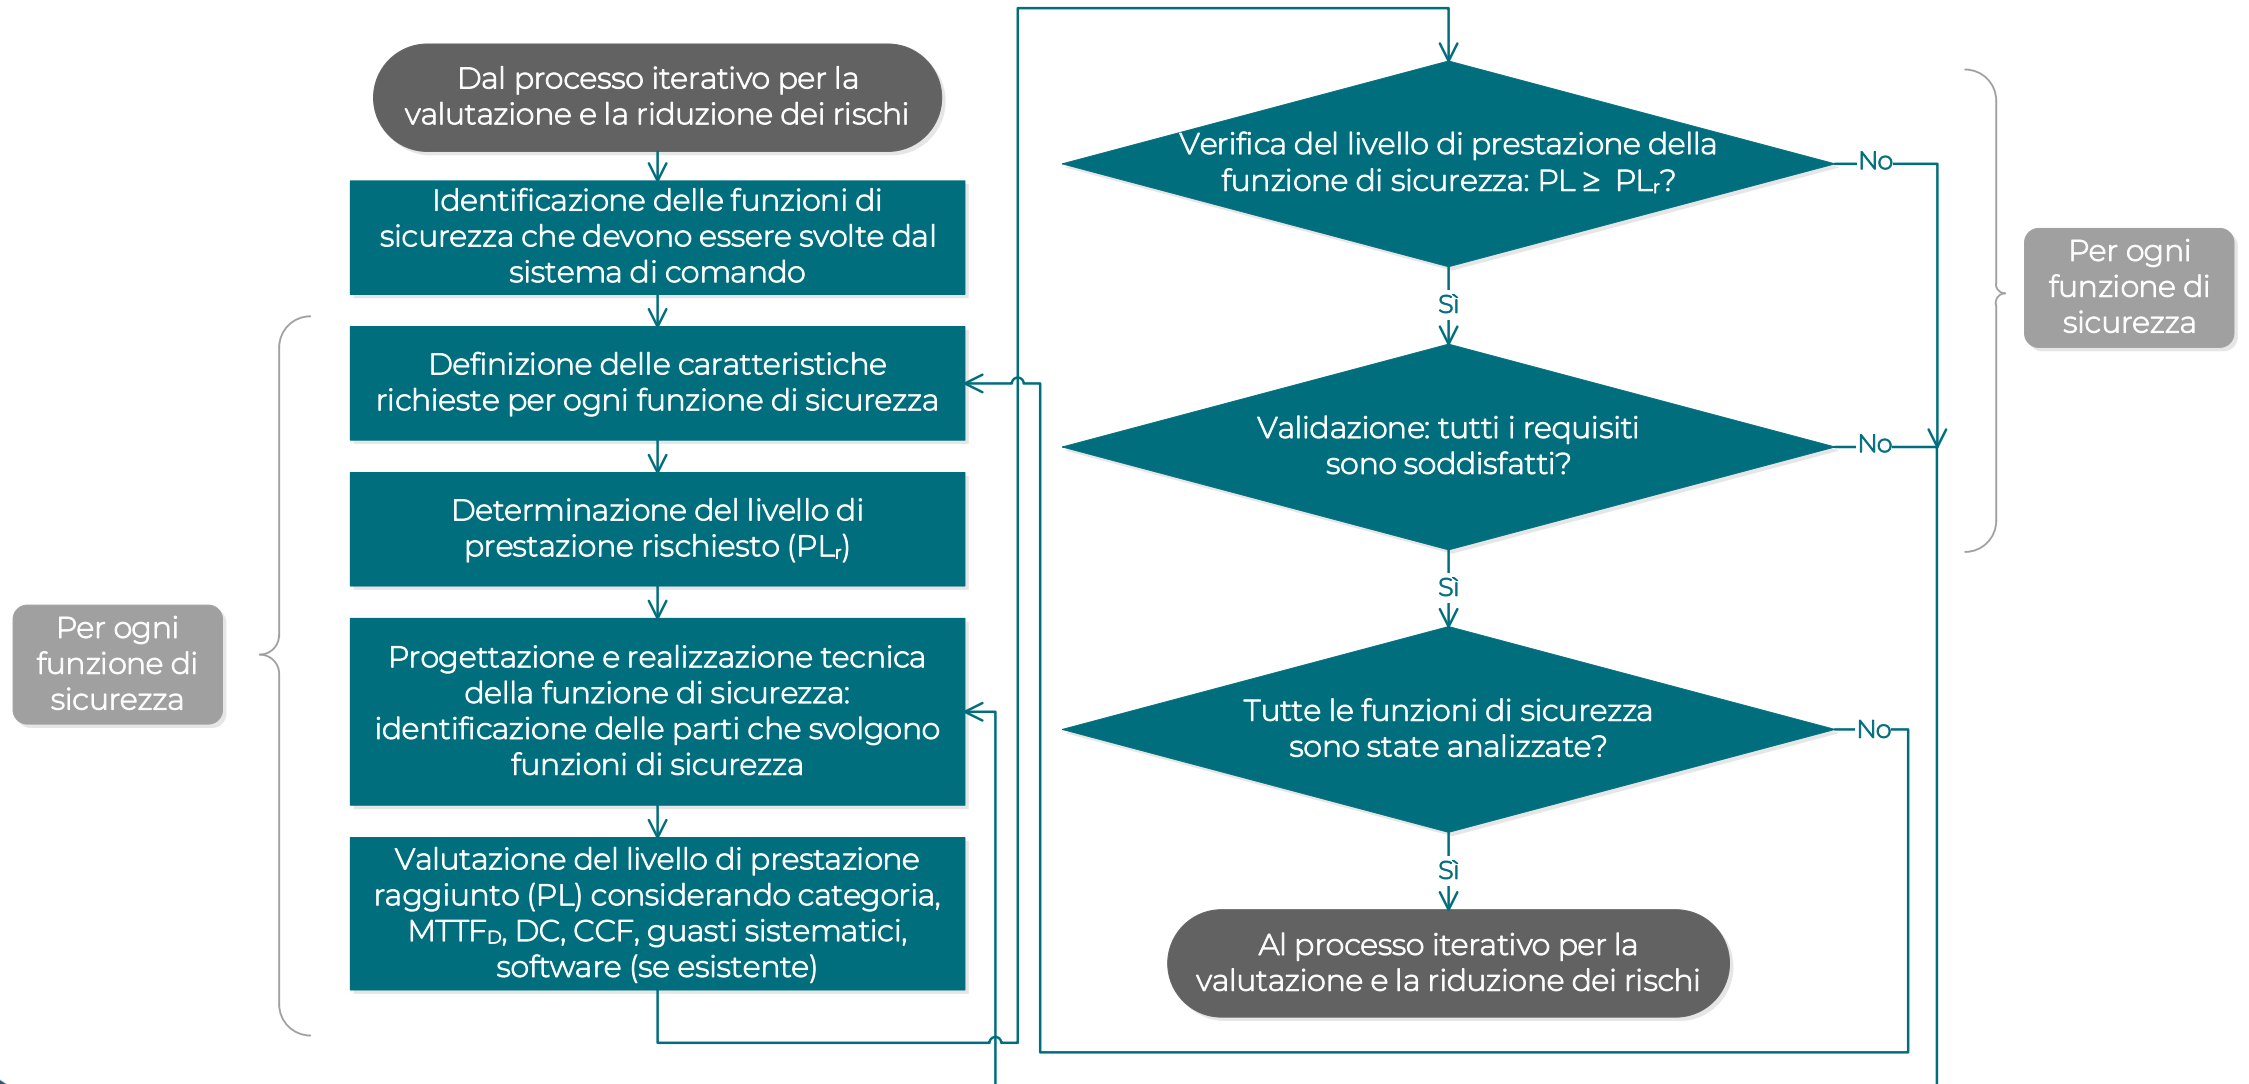 Dal processo iterativo per la
valutazione e la riduzione dei rischi
Identificazione delle funzioni di
sicurezza che devono essere svolte dal
sistema di comando
Definizione delle caratteristiche
richieste per ogni funzione di sicurezza
Determinazione del livello di
prestazione rischiesto (PLr)
Progettazione e realizzazione tecnica
della funzione di sicurezza:
identificazione delle parti che svolgono
funzioni di sicurezza
Valutazione del livello di prestazione
raggiunto (PL) considerando categoria,
MTTFD, DC, CCF, guasti sistematici,
software (se esistente)
Per ogni
funzione di
sicurezza
Verifica del livello di prestazione della
funzione di sicurezza: PL ≥ PLr?
No
Sì
Validazione: tutti i requisiti
sono soddisfatti?
No
Sì
Tutte le funzioni di sicurezza
sono state analizzate?
No
Sì
Al processo iterativo per la
valutazione e la riduzione dei rischi
Per ogni
funzione di
sicurezza